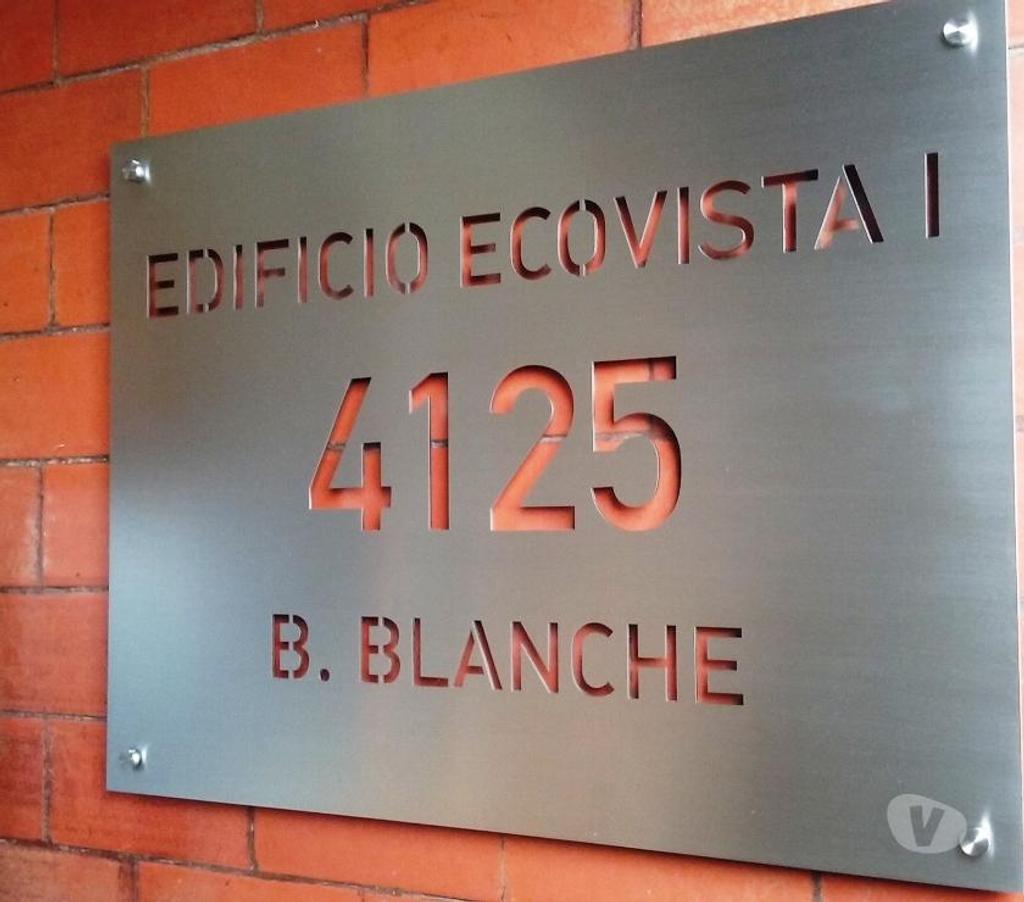 EDIFICIO ECOVISTA I
4125
B. BLANCHE
V